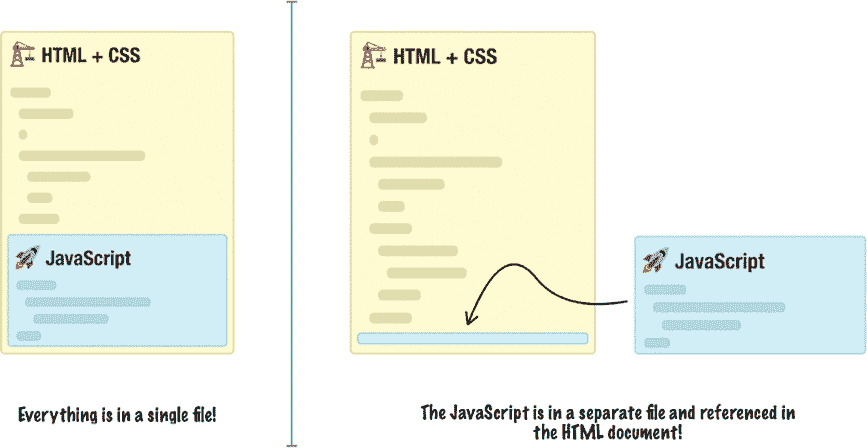 HTML + CSS
JavaScript
Everything is in a single file!
HTML + CSS
JavaScript
The JavaScript is in a separate file and referenced in
the HTML document!